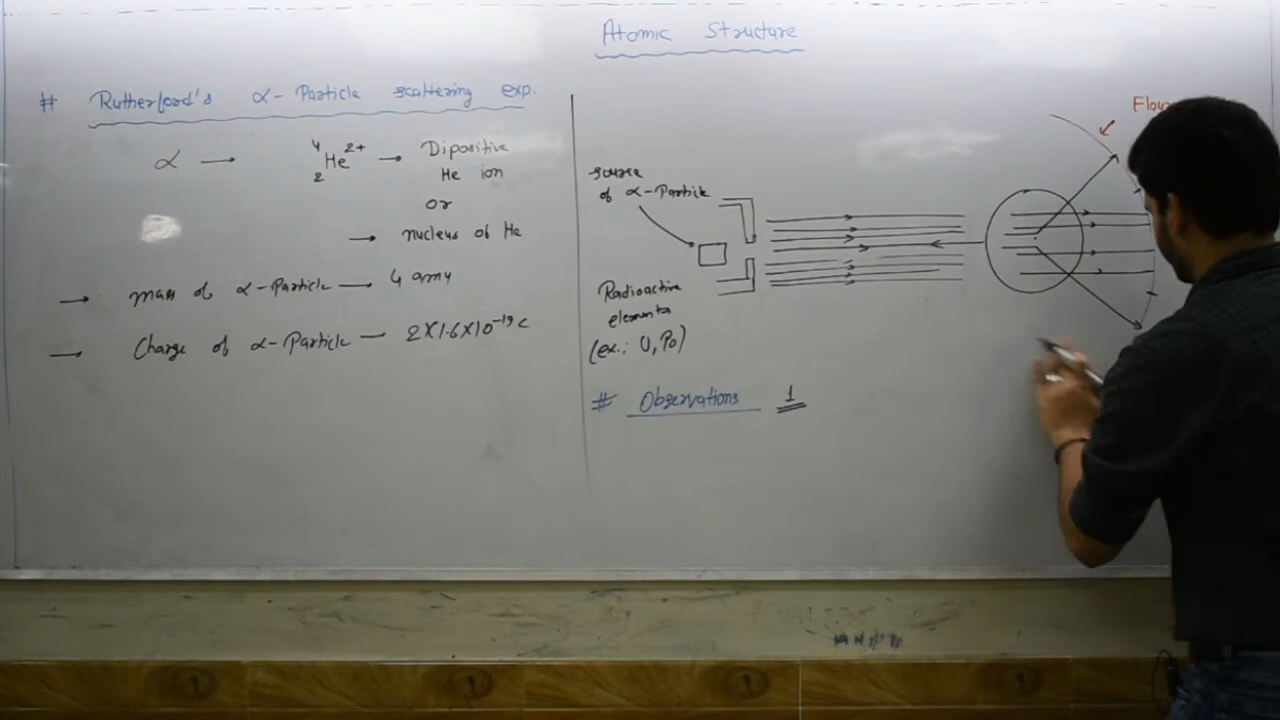 Atomic Structure
# Rutherford's α-Particle scattering exp.
α → ⁴₂He²⁺ → Dipositive
He ion
or
→ nucleus of He
→ mass of α-Particle — 4 amu
→ Charge of α-Particle — 2×1.6×10⁻¹⁹ C
source
of α-Particle
Radioactive
elements
(ex.: U, Po)
# Observations 1